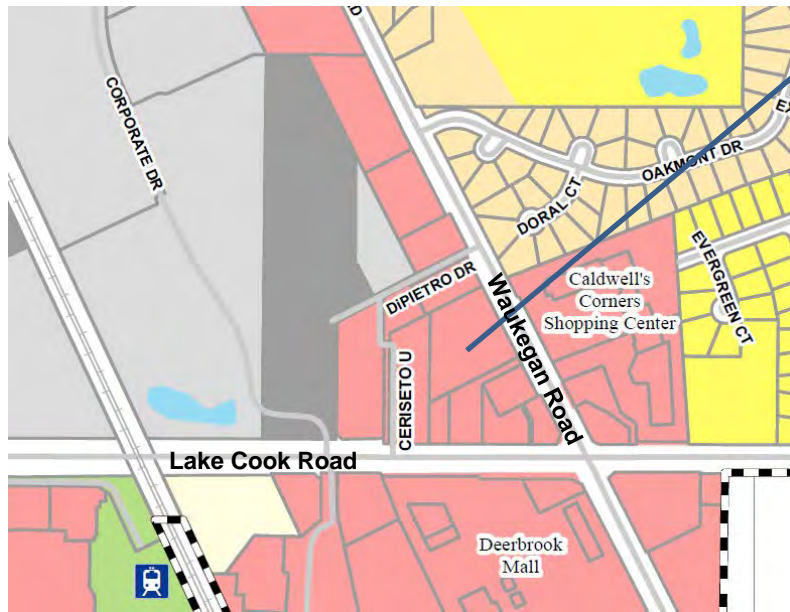 D
CORPORATE DR
EX
OAKMONT DR
DORAL CT
EVERGREEN CT
DiPIETRO DR
Waukegan Road
Caldwell's
Corners
Shopping Center
CERISETO U
Lake Cook Road
Deerbrook
Mall